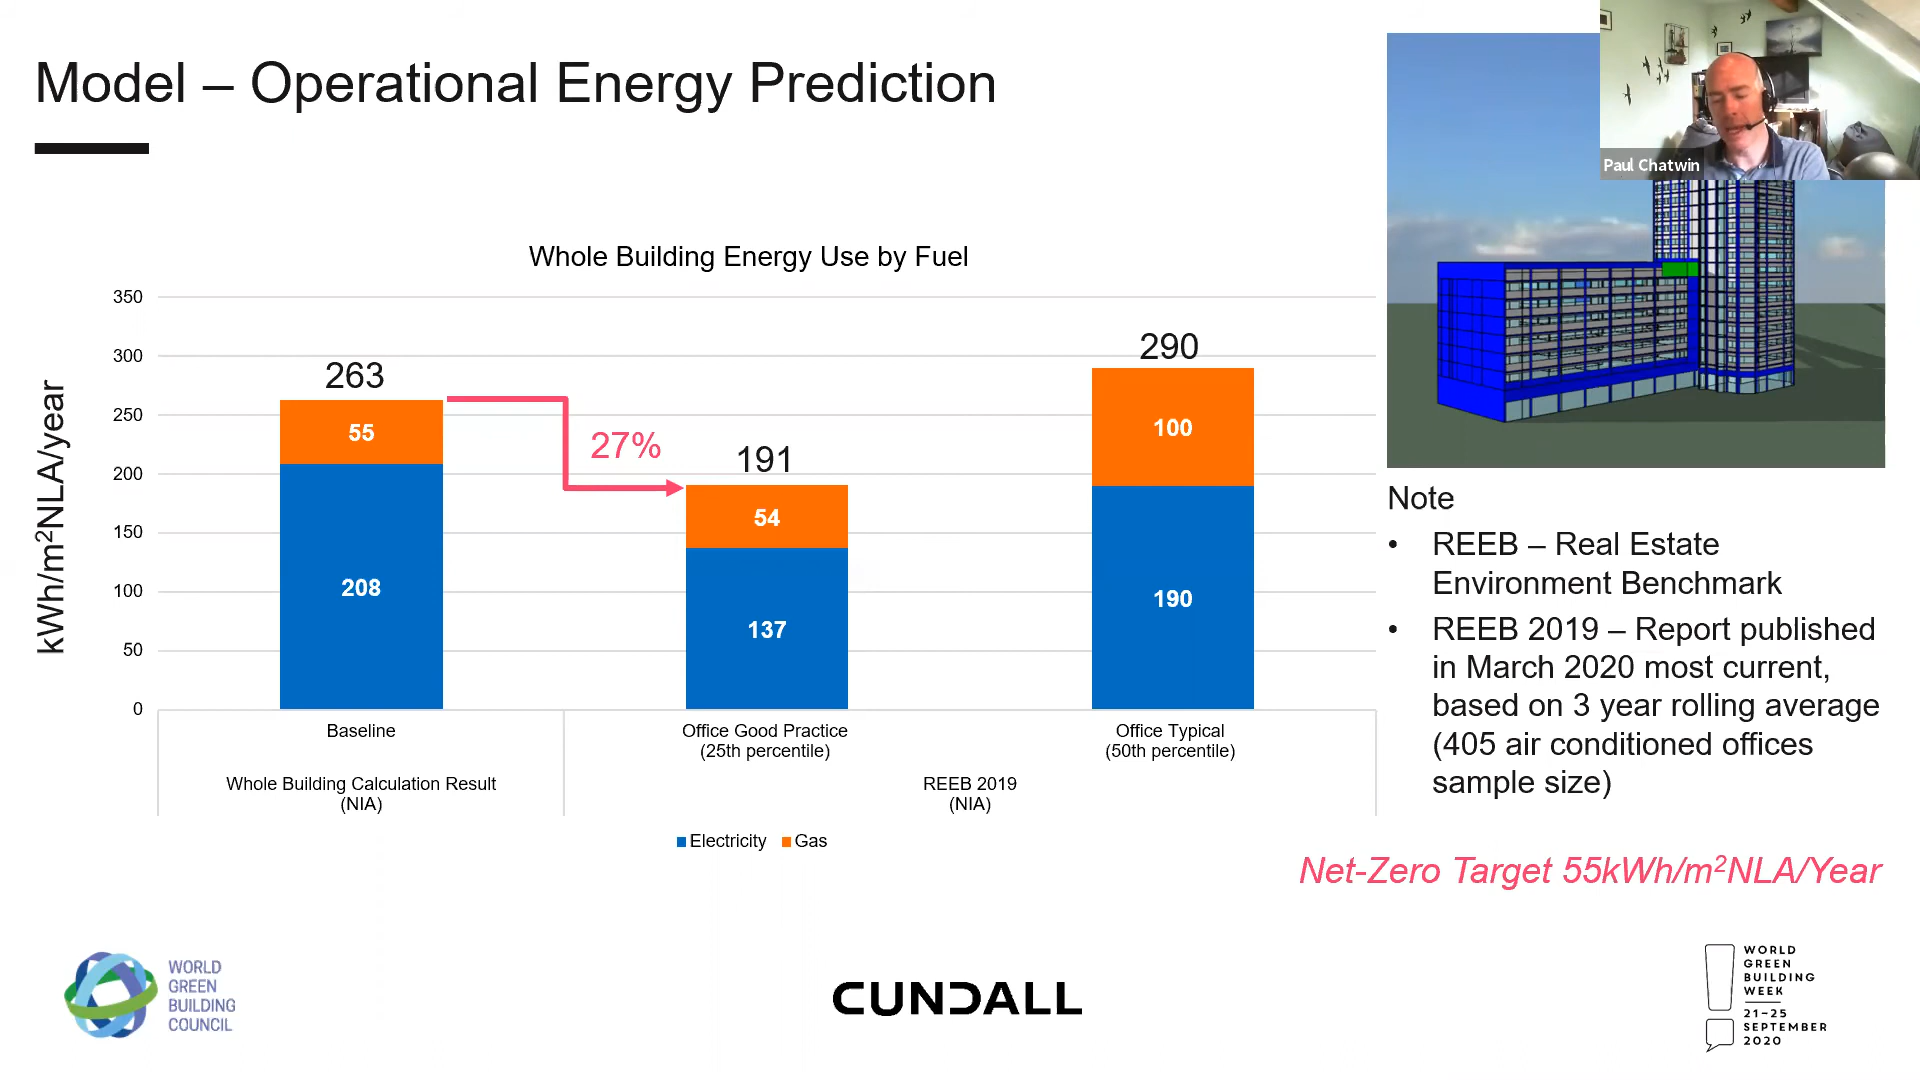 Model – Operational Energy Prediction
Paul Chatwin
Whole Building Energy Use by Fuel
kWh/m²NLA/year
350
300
250
200
150
100
50
0
263
55
208
27%
191
54
137
290
100
190
Baseline
Office Good Practice
(25th percentile)
Office Typical
(50th percentile)
Whole Building Calculation Result
(NIA)
REEB 2019
(NIA)
Electricity
Gas
Note
• REEB – Real Estate
Environment Benchmark
• REEB 2019 – Report published
in March 2020 most current,
based on 3 year rolling average
(405 air conditioned offices
sample size)
Net-Zero Target 55kWh/m²NLA/Year
WORLD
GREEN
BUILDING
COUNCIL
CUNDALL
WORLD
GREEN
BUILDING
WEEK
21–25
SEPTEMBER
2020